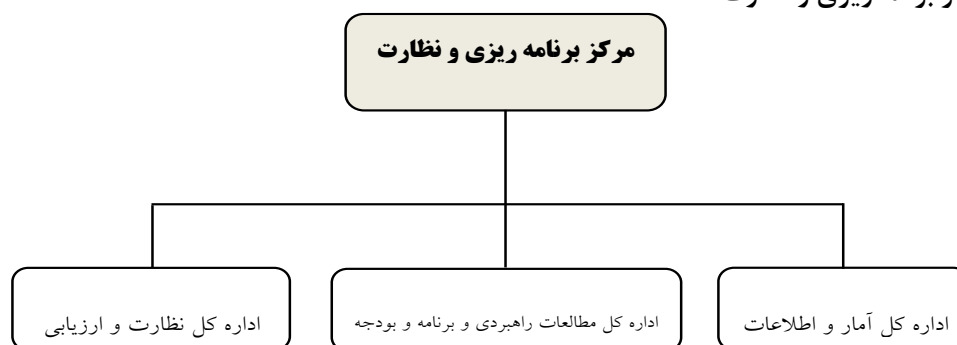 مرکز برنامه ریزی و نظارت
اداره کل آمار و اطلاعات
اداره کل مطالعات راهبردی و برنامه و بودجه
اداره کل نظارت و ارزیابی